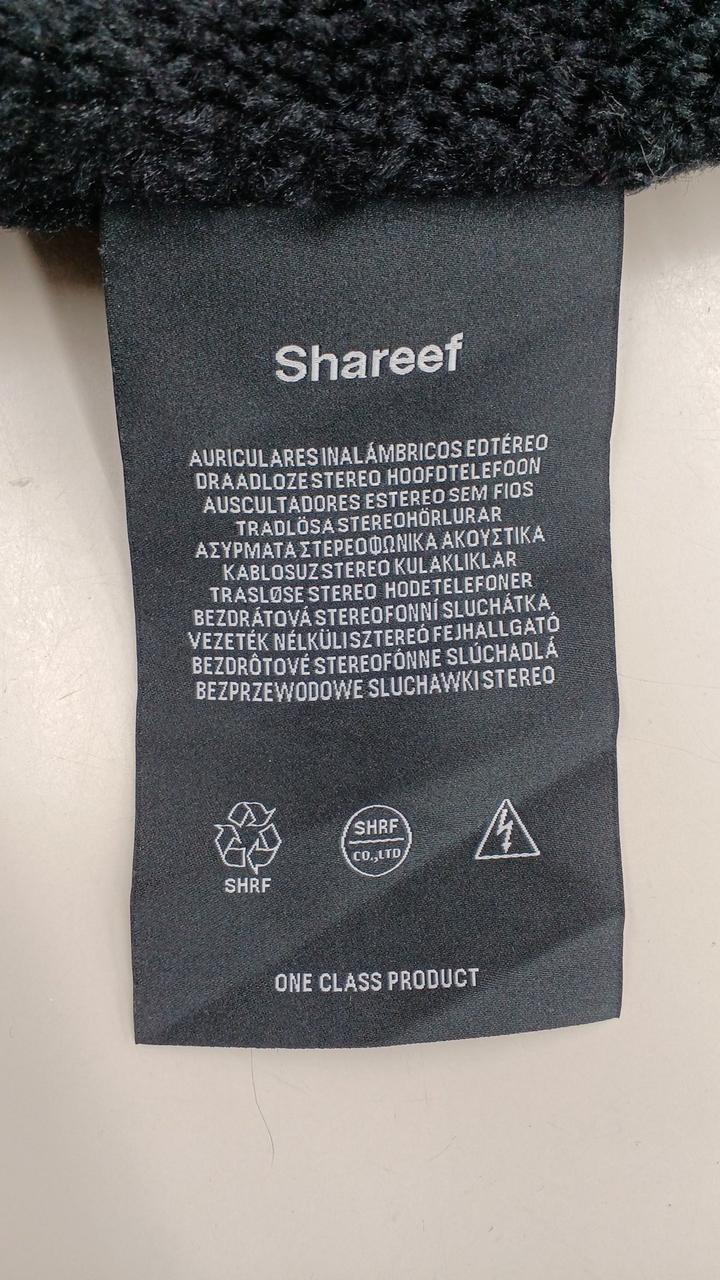 Shareef
AURICULARES INALÁMBRICOS EDTÉREO
DRAADLOZE STEREO HOOFDTELEFOON
AUSCULTADORES ESTEREO SEM FIOS
TRADLÖSA STEREOHÖRLURAR
ΑΣΥΡΜΑΤΑ ΣΤΕΡΕΟΦΩΝΙΚΑ ΑΚΟΥΣΤΙΚΑ
KABLOSUZ STEREO KULAKLIKLAR
TRASLØSE STEREO HODETELEFONER
BEZDRÁTOVÁ STEREOFONNÍ SLUCHÁTKA
VEZETÉK NÉLKÜLI SZTEREÓ FEJHALLGATÓ
BEZDRÔTOVÉ STEREOFÓNNE SLÚCHADLÁ
BEZPRZEWODOWE SLUCHAWKI STEREO
SHRF
SHRF
CO.,LTD
ONE CLASS PRODUCT